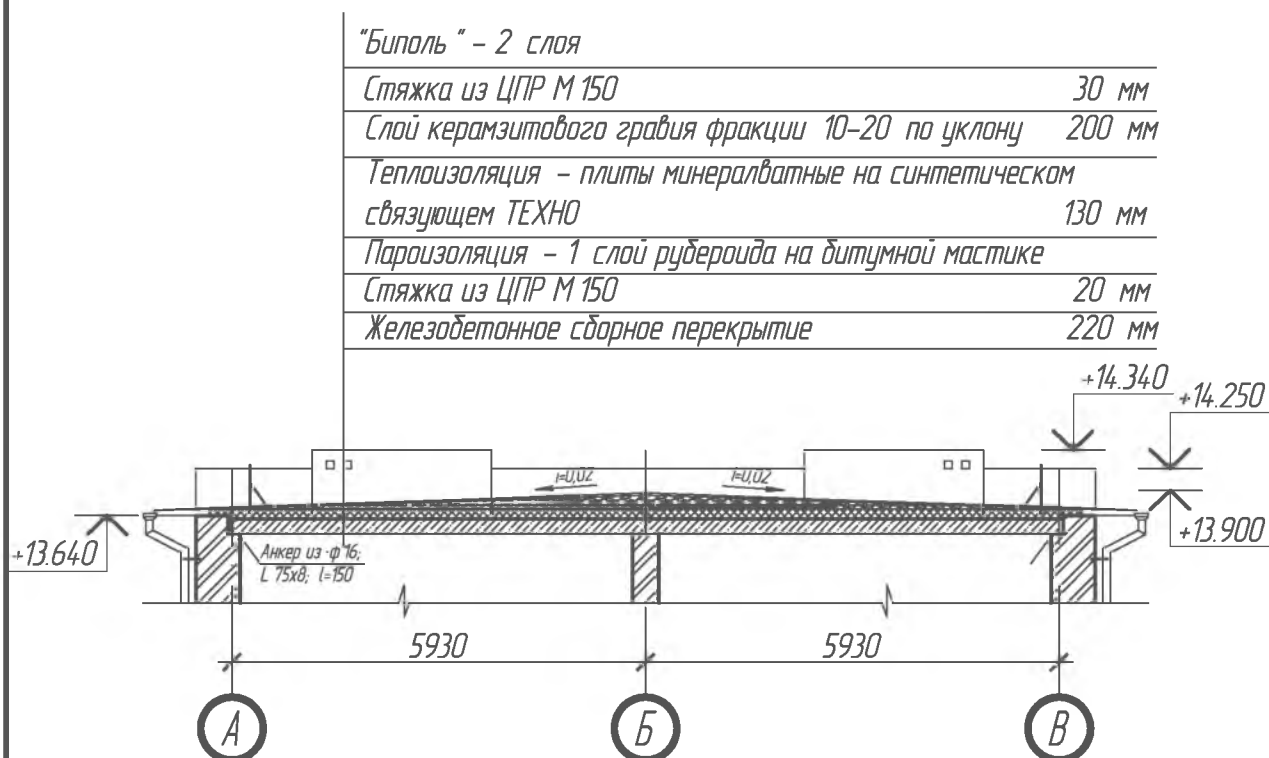 "Биполь " – 2 слоя
Стяжка из ЦПР М 150 30 мм
Слой керамзитового гравия фракции 10–20 по уклону 200 мм
Теплоизоляция – плиты минералватные на синтетическом
связующем ТЕХНО 130 мм
Пароизоляция – 1 слой рубероида на битумной мастике
Стяжка из ЦПР М 150 20 мм
Железобетонное сборное перекрытие 220 мм
+14.340
+14.250
i=0,02 i=0,02
+13.640
+13.900
Анкер из ф 16;
L 75х8; l=150
5930 5930
А Б В